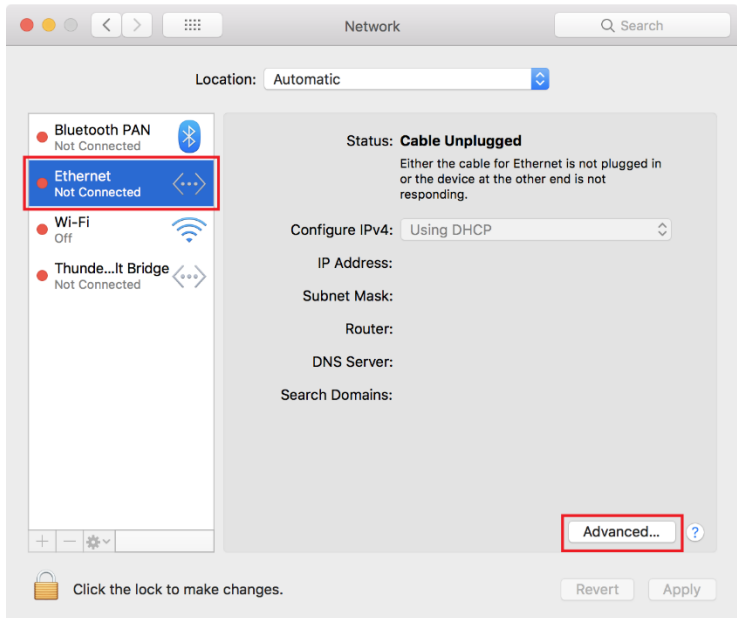 Network
Search
Location: Automatic
Bluetooth PAN
Not Connected
Ethernet
Not Connected
Wi-Fi
Off
Thunde...lt Bridge
Not Connected
Status: Cable Unplugged
Either the cable for Ethernet is not plugged in
or the device at the other end is not
responding.
Configure IPv4: Using DHCP
IP Address:
Subnet Mask:
Router:
DNS Server:
Search Domains:
Advanced... ?
Click the lock to make changes.
Revert Apply